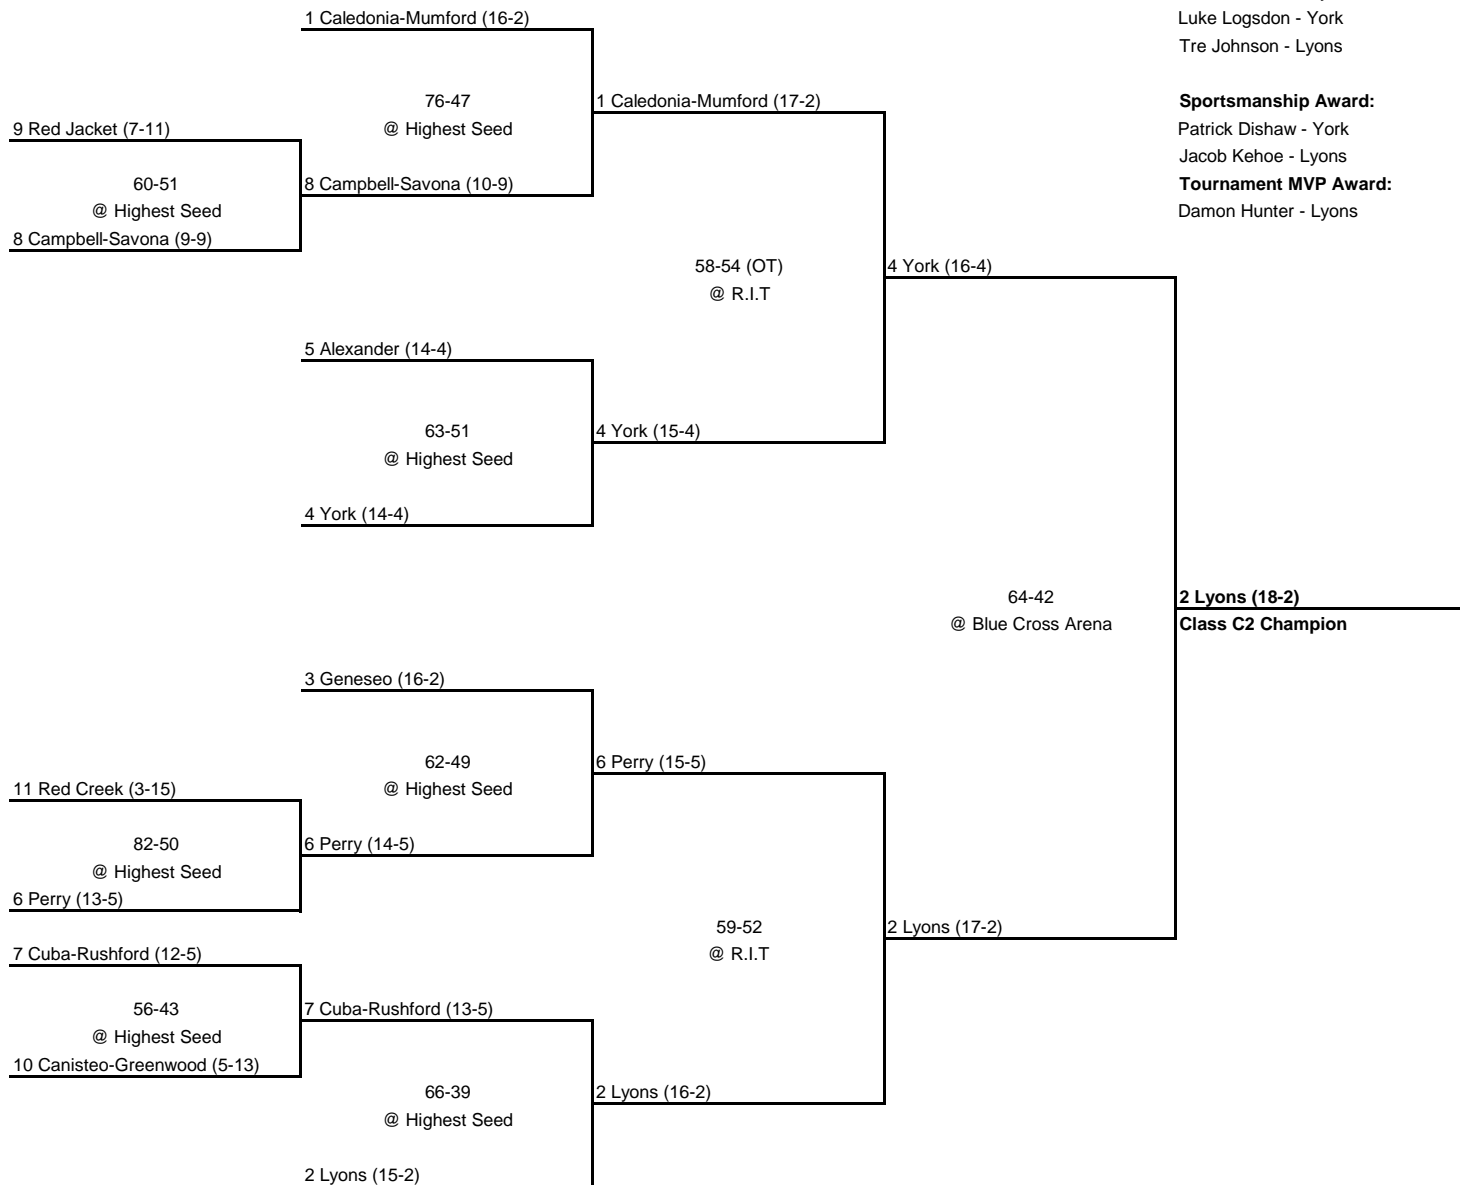 1 Caledonia-Mumford (16-2)
Luke Logsdon - York
Tre Johnson - Lyons
76-47
@ Highest Seed
1 Caledonia-Mumford (17-2)
Sportsmanship Award:
9 Red Jacket (7-11)
Patrick Dishaw - York
Jacob Kehoe - Lyons
60-51
@ Highest Seed
8 Campbell-Savona (10-9)
Tournament MVP Award:
Damon Hunter - Lyons
8 Campbell-Savona (9-9)
58-54 (OT)
@ R.I.T
4 York (16-4)
5 Alexander (14-4)
63-51
@ Highest Seed
4 York (15-4)
4 York (14-4)
64-42
@ Blue Cross Arena
2 Lyons (18-2)
Class C2 Champion
3 Geneseo (16-2)
62-49
@ Highest Seed
6 Perry (15-5)
11 Red Creek (3-15)
82-50
@ Highest Seed
6 Perry (14-5)
6 Perry (13-5)
59-52
@ R.I.T
2 Lyons (17-2)
7 Cuba-Rushford (12-5)
56-43
@ Highest Seed
7 Cuba-Rushford (13-5)
10 Canisteo-Greenwood (5-13)
66-39
@ Highest Seed
2 Lyons (16-2)
2 Lyons (15-2)